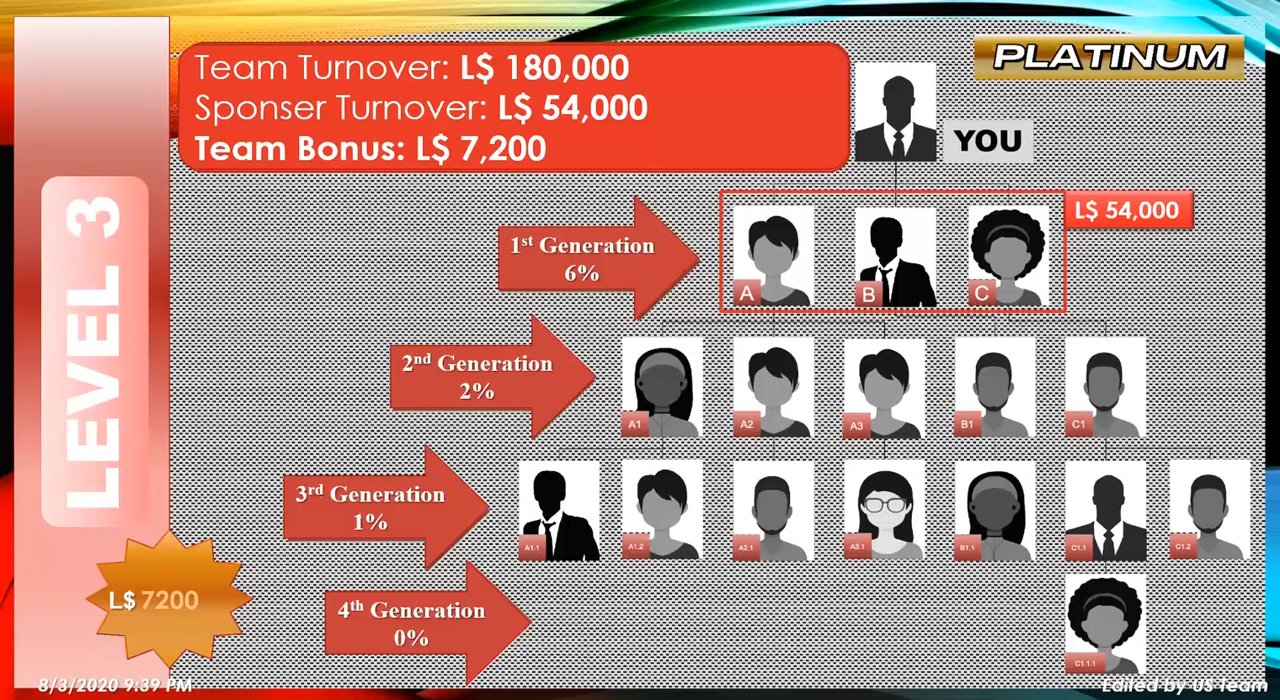 Team Turnover: L$ 180,000
Sponser Turnover: L$ 54,000
Team Bonus: L$ 7,200
PLATINUM
YOU
LEVEL 3
1st Generation
6%
A
B
C
L$ 54,000
2nd Generation
2%
A1
A2
A3
B1
C1
3rd Generation
1%
A1.1
A1.2
A2.1
A3.1
B1.1
C1.1
C1.2
L$ 7200
4th Generation
0%
C1.1.1
8/3/2020 9:39 PM
Edited by US Team